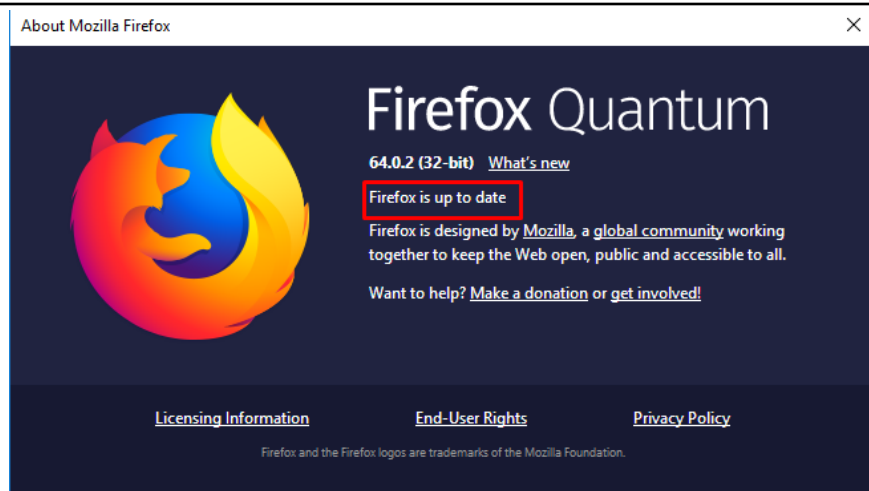 About Mozilla Firefox
Firefox Quantum
64.0.2 (32-bit) What's new
Firefox is up to date
Firefox is designed by Mozilla, a global community working
together to keep the Web open, public and accessible to all.
Want to help? Make a donation or get involved!
Licensing Information End-User Rights Privacy Policy
Firefox and the Firefox logos are trademarks of the Mozilla Foundation.